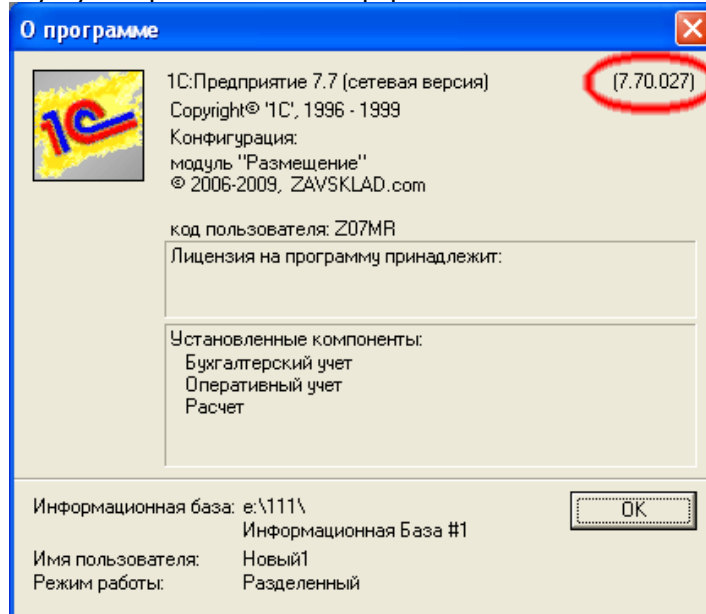 О программе
1С:Предприятие 7.7 (сетевая версия) (7.70.027)
Copyright© '1С', 1996 - 1999
Конфигурация:
модуль "Размещение"
© 2006-2009, ZAVSKLAD.com
код пользователя: Z07MR
Лицензия на программу принадлежит:
Установленные компоненты:
Бухгалтерский учет
Оперативный учет
Расчет
Информационная база: e:\111\
Информационная База #1
OK
Имя пользователя: Новый1
Режим работы: Разделенный